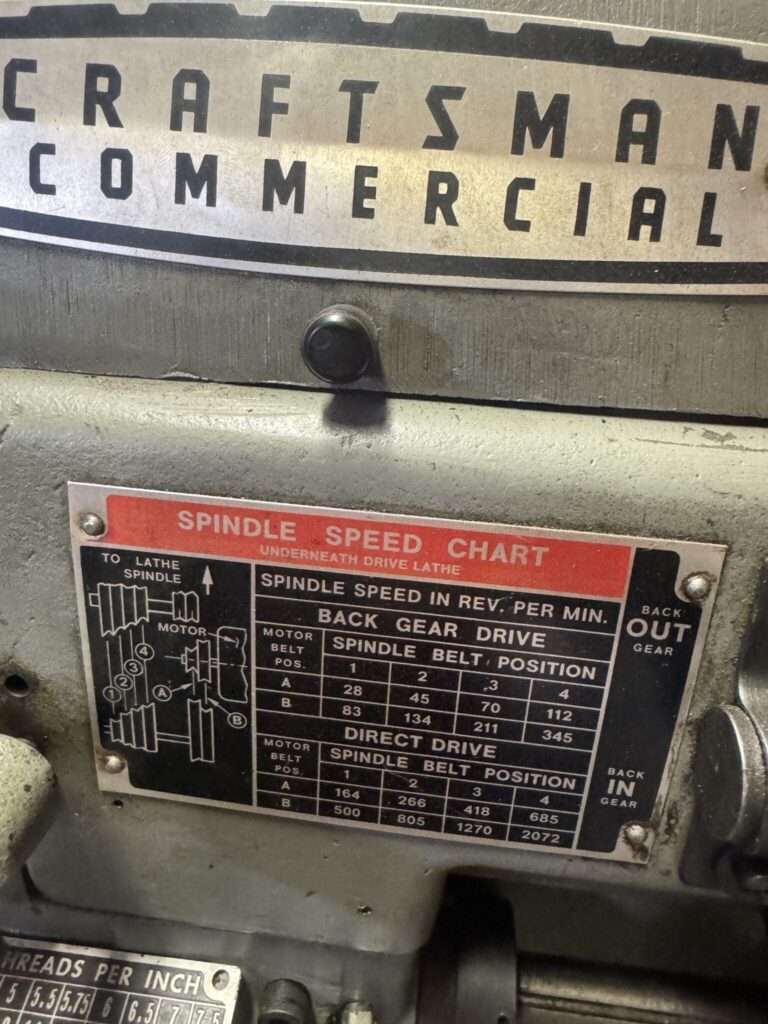 CRAFTSMAN
COMMERCIAL
SPINDLE SPEED CHART
UNDERNEATH DRIVE LATHE
TO LATHE
SPINDLE
MOTOR
1 2 3 4
A
B
SPINDLE SPEED IN REV. PER MIN.
BACK GEAR DRIVE
MOTOR BELT POS. SPINDLE BELT POSITION
1 2 3 4
A 28 45 70 112
B 83 134 211 345
DIRECT DRIVE
MOTOR BELT POS. SPINDLE BELT POSITION
1 2 3 4
A 164 266 418 685
B 500 805 1270 2072
BACK
OUT
GEAR
BACK
IN
GEAR
HREADS PER INCH
5 5.5 5.75 6 6.5 7 7.5